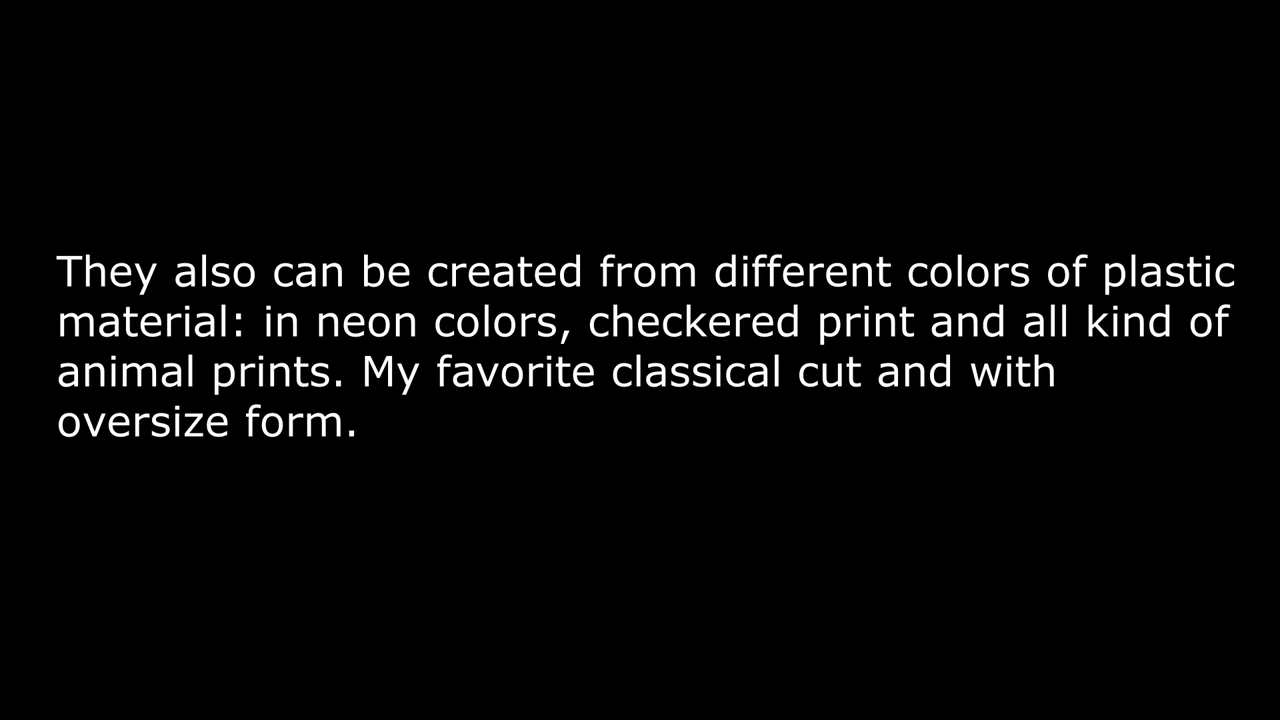 They also can be created from different colors of plastic
material: in neon colors, checkered print and all kind of
animal prints. My favorite classical cut and with
oversize form.